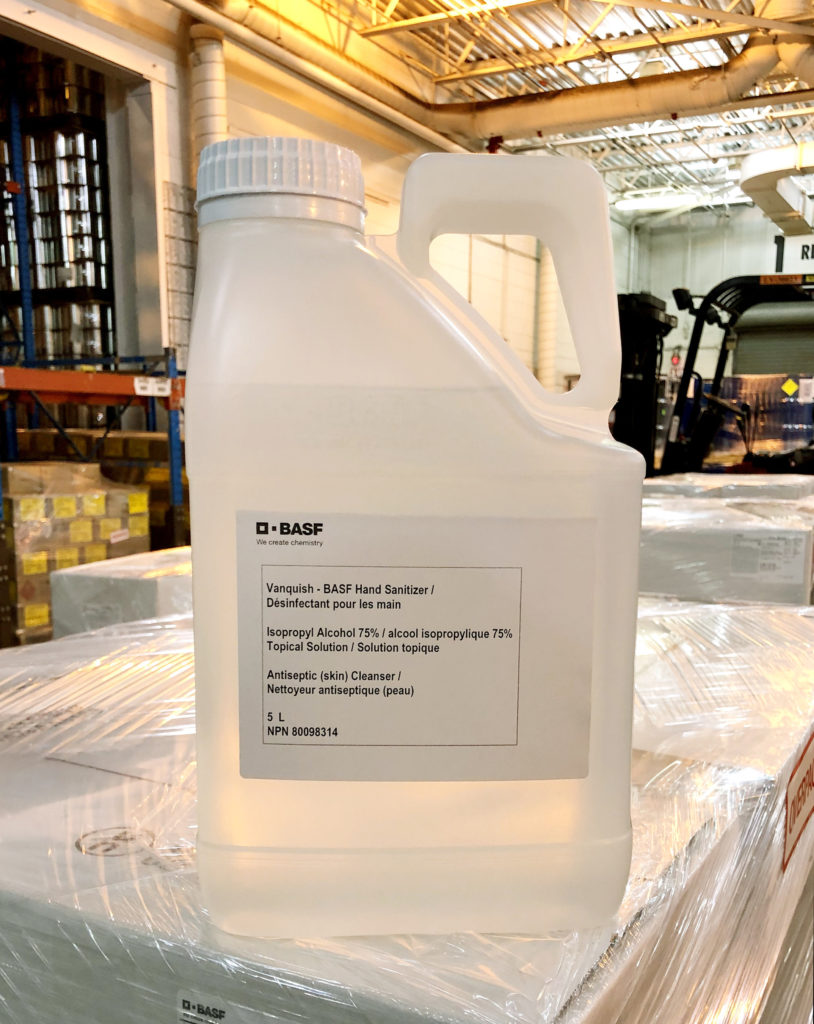 BASF
We create chemistry
Vanquish - BASF Hand Sanitizer /
Désinfectant pour les main
Isopropyl Alcohol 75% / alcool isopropylique 75%
Topical Solution / Solution topique
Antiseptic (skin) Cleanser /
Nettoyeur antiseptique (peau)
5 L
NPN 80098314
BASF